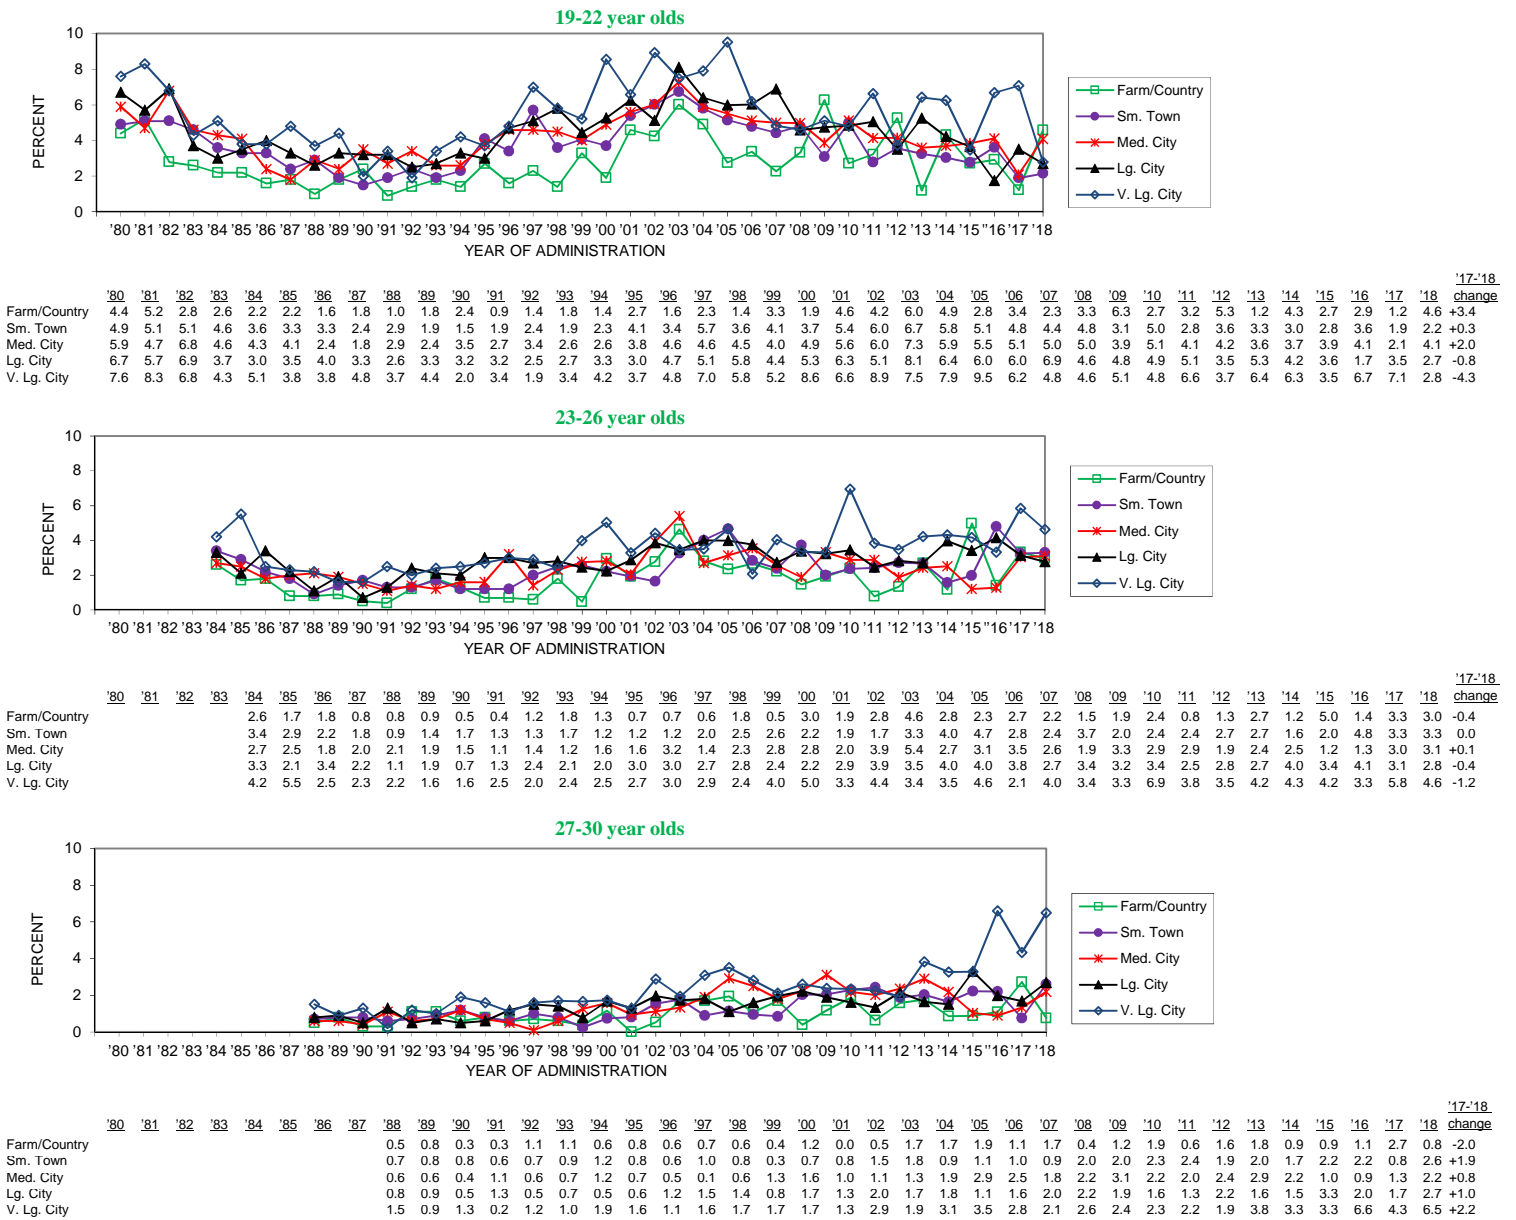 19-22 year olds
10
8
6
4
2
0
PERCENT
'80 '81 '82 '83 '84 '85 '86 '87 '88 '89 '90 '91 '92 '93 '94 '95 '96 '97 '98 '99 '00 '01 '02 '03 '04 '05 '06 '07 '08 '09 '10 '11 '12 '13 '14 '15 "16 '17 '18
YEAR OF ADMINISTRATION
Farm/Country
Sm. Town
Med. City
Lg. City
V. Lg. City
'17-'18
'80 '81 '82 '83 '84 '85 '86 '87 '88 '89 '90 '91 '92 '93 '94 '95 '96 '97 '98 '99 '00 '01 '02 '03 '04 '05 '06 '07 '08 '09 '10 '11 '12 '13 '14 '15 '16 '17 '18 change
Farm/Country 4.4 5.2 2.8 2.6 2.2 2.2 1.6 1.8 1.0 1.8 2.4 0.9 1.4 1.8 1.4 2.7 1.6 2.3 1.4 3.3 1.9 4.6 4.2 6.0 4.9 2.8 3.4 2.3 3.3 6.3 2.7 3.2 5.3 1.2 4.3 2.7 2.9 1.2 4.6 +3.4
Sm. Town 4.9 5.1 5.1 4.6 3.6 3.3 3.3 2.4 2.9 1.9 1.5 1.9 2.4 1.9 2.3 4.1 3.4 5.7 3.6 4.1 3.7 5.4 6.0 6.7 5.8 5.1 4.8 4.4 4.8 3.1 5.0 2.8 3.6 3.3 3.0 2.8 3.6 1.9 2.2 +0.3
Med. City 5.9 4.7 6.8 4.6 4.3 4.1 2.4 1.8 2.9 2.4 3.5 2.7 3.4 2.6 2.6 3.8 4.6 4.6 4.5 4.0 4.9 5.6 6.0 7.3 5.9 5.5 5.1 5.0 5.0 3.9 5.1 4.1 4.2 3.6 3.7 3.9 4.1 2.1 4.1 +2.0
Lg. City 6.7 5.7 6.9 3.7 3.0 3.5 4.0 3.3 2.6 3.3 3.2 3.2 2.5 2.7 3.3 3.0 4.7 5.1 5.8 4.4 5.3 6.3 5.1 8.1 6.4 6.0 6.0 6.9 4.6 4.8 4.9 5.1 3.5 5.3 4.2 3.6 1.7 3.5 2.7 -0.8
V. Lg. City 7.6 8.3 6.8 4.3 5.1 3.8 3.8 4.8 3.7 4.4 2.0 3.4 1.9 3.4 4.2 3.7 4.8 7.0 5.8 5.2 8.6 6.6 8.9 7.5 7.9 9.5 6.2 4.8 4.6 5.1 4.8 6.6 3.7 6.4 6.3 3.5 6.7 7.1 2.8 -4.3
23-26 year olds
10
8
6
4
2
0
PERCENT
'80 '81 '82 '83 '84 '85 '86 '87 '88 '89 '90 '91 '92 '93 '94 '95 '96 '97 '98 '99 '00 '01 '02 '03 '04 '05 '06 '07 '08 '09 '10 '11 '12 '13 '14 '15 "16 '17 '18
YEAR OF ADMINISTRATION
Farm/Country
Sm. Town
Med. City
Lg. City
V. Lg. City
'17-'18
'80 '81 '82 '83 '84 '85 '86 '87 '88 '89 '90 '91 '92 '93 '94 '95 '96 '97 '98 '99 '00 '01 '02 '03 '04 '05 '06 '07 '08 '09 '10 '11 '12 '13 '14 '15 '16 '17 '18 change
Farm/Country 2.6 1.7 1.8 0.8 0.8 0.9 0.5 0.4 1.2 1.8 1.3 0.7 0.7 0.6 1.8 0.5 3.0 1.9 2.8 4.6 2.8 2.3 2.7 2.2 1.5 1.9 2.4 0.8 1.3 2.7 1.2 5.0 1.4 3.3 3.0 -0.4
Sm. Town 3.4 2.9 2.2 1.8 0.9 1.4 1.7 1.3 1.3 1.7 1.2 1.2 1.2 2.0 2.5 2.6 2.2 1.9 1.7 3.3 4.0 4.7 2.8 2.4 3.7 2.0 2.4 2.4 2.7 2.7 1.6 2.0 4.8 3.3 3.3 0.0
Med. City 2.7 2.5 1.8 2.0 2.1 1.9 1.5 1.1 1.4 1.2 1.6 1.6 3.2 1.4 2.3 2.8 2.8 2.0 3.9 5.4 2.7 3.1 3.5 2.6 1.9 3.3 2.9 2.9 1.9 2.4 2.5 1.2 1.3 3.0 3.1 +0.1
Lg. City 3.3 2.1 3.4 2.2 1.1 1.9 0.7 1.3 2.4 2.1 2.0 3.0 3.0 2.7 2.8 2.4 2.2 2.9 3.9 3.5 4.0 4.0 3.8 2.7 3.4 3.2 3.4 2.5 2.8 2.7 4.0 3.4 4.1 3.1 2.8 -0.4
V. Lg. City 4.2 5.5 2.5 2.3 2.2 1.6 1.6 2.5 2.0 2.4 2.5 2.7 3.0 2.9 2.4 4.0 5.0 3.3 4.4 3.4 3.5 4.6 2.1 4.0 3.4 3.3 6.9 3.8 3.5 4.2 4.3 4.2 3.3 5.8 4.6 -1.2
27-30 year olds
10
8
6
4
2
0
PERCENT
'80 '81 '82 '83 '84 '85 '86 '87 '88 '89 '90 '91 '92 '93 '94 '95 '96 '97 '98 '99 '00 '01 '02 '03 '04 '05 '06 '07 '08 '09 '10 '11 '12 '13 '14 '15 "16 '17 '18
YEAR OF ADMINISTRATION
Farm/Country
Sm. Town
Med. City
Lg. City
V. Lg. City
'17-'18
'80 '81 '82 '83 '84 '85 '86 '87 '88 '89 '90 '91 '92 '93 '94 '95 '96 '97 '98 '99 '00 '01 '02 '03 '04 '05 '06 '07 '08 '09 '10 '11 '12 '13 '14 '15 '16 '17 '18 change
Farm/Country 0.5 0.8 0.3 0.3 1.1 1.1 0.6 0.8 0.6 0.7 0.6 0.4 1.2 0.0 0.5 1.7 1.7 1.9 1.1 1.7 0.4 1.2 1.9 0.6 1.6 1.8 0.9 0.9 1.1 2.7 0.8 -2.0
Sm. Town 0.7 0.8 0.8 0.6 0.7 0.9 1.2 0.8 0.6 1.0 0.8 0.3 0.7 0.8 1.5 1.8 0.9 1.1 1.0 0.9 2.0 2.0 2.3 2.4 1.9 2.0 1.7 2.2 2.2 0.8 2.6 +1.9
Med. City 0.6 0.6 0.4 1.1 0.6 0.7 1.2 0.7 0.5 0.1 0.6 1.3 1.6 1.0 1.1 1.3 1.9 2.9 2.5 1.8 2.2 3.1 2.2 2.0 2.4 2.9 2.2 1.0 0.9 1.3 2.2 +0.8
Lg. City 0.8 0.9 0.5 1.3 0.5 0.7 0.5 0.6 1.2 1.5 1.4 0.8 1.7 1.3 2.0 1.7 1.8 1.1 1.6 2.0 2.2 1.9 1.6 1.3 2.2 1.6 1.5 3.3 2.0 1.7 2.7 +1.0
V. Lg. City 1.5 0.9 1.3 0.2 1.2 1.0 1.9 1.6 1.1 1.6 1.7 1.7 1.7 1.3 2.9 1.9 3.1 3.5 2.8 2.1 2.6 2.4 2.3 2.2 1.9 3.8 3.3 3.3 6.6 4.3 6.5 +2.2